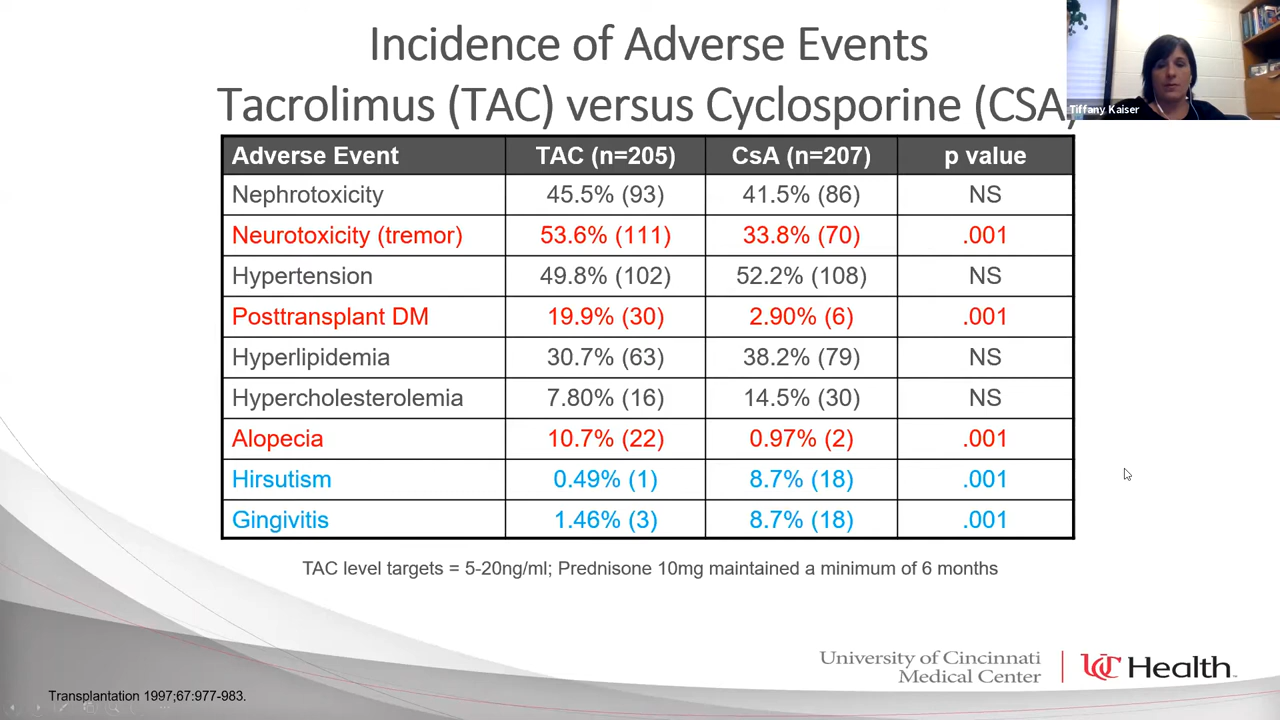 Incidence of Adverse Events
Tacrolimus (TAC) versus Cyclosporine (CSA)
Tiffany Kaiser
Adverse Event TAC (n=205) CsA (n=207) p value
Nephrotoxicity 45.5% (93) 41.5% (86) NS
Neurotoxicity (tremor) 53.6% (111) 33.8% (70) .001
Hypertension 49.8% (102) 52.2% (108) NS
Posttransplant DM 19.9% (30) 2.90% (6) .001
Hyperlipidemia 30.7% (63) 38.2% (79) NS
Hypercholesterolemia 7.80% (16) 14.5% (30) NS
Alopecia 10.7% (22) 0.97% (2) .001
Hirsutism 0.49% (1) 8.7% (18) .001
Gingivitis 1.46% (3) 8.7% (18) .001
TAC level targets = 5-20ng/ml; Prednisone 10mg maintained a minimum of 6 months
University of Cincinnati
Medical Center
UC Health
Transplantation 1997;67:977-983.